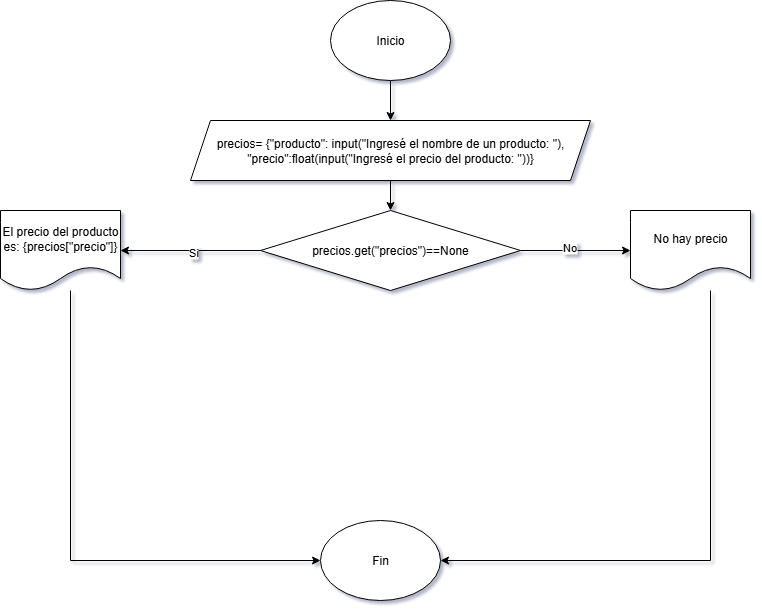 Inicio
precios= {"producto": input("Ingresé el nombre de un producto: "),
"precio":float(input("Ingresé el precio del producto: "))}
El precio del producto
es: {precios["precio"]}
Si
precios.get("precios")==None
No
No hay precio
Fin